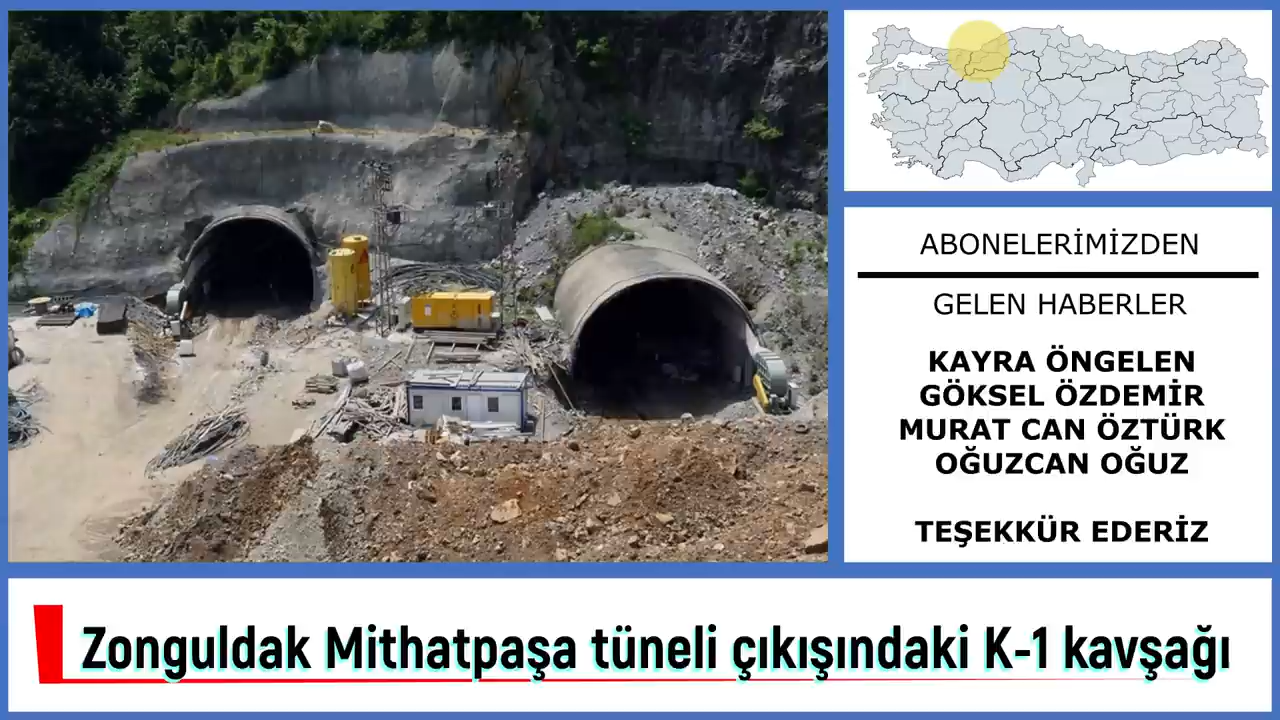 ABONELERİMİZDEN
GELEN HABERLER
KAYRA ÖNGELEN
GÖKSEL ÖZDEMİR
MURAT CAN ÖZTÜRK
OĞUZCAN OĞUZ
TEŞEKKÜR EDERİZ
Zonguldak Mithatpaşa tüneli çıkışındaki K-1 kavşağı